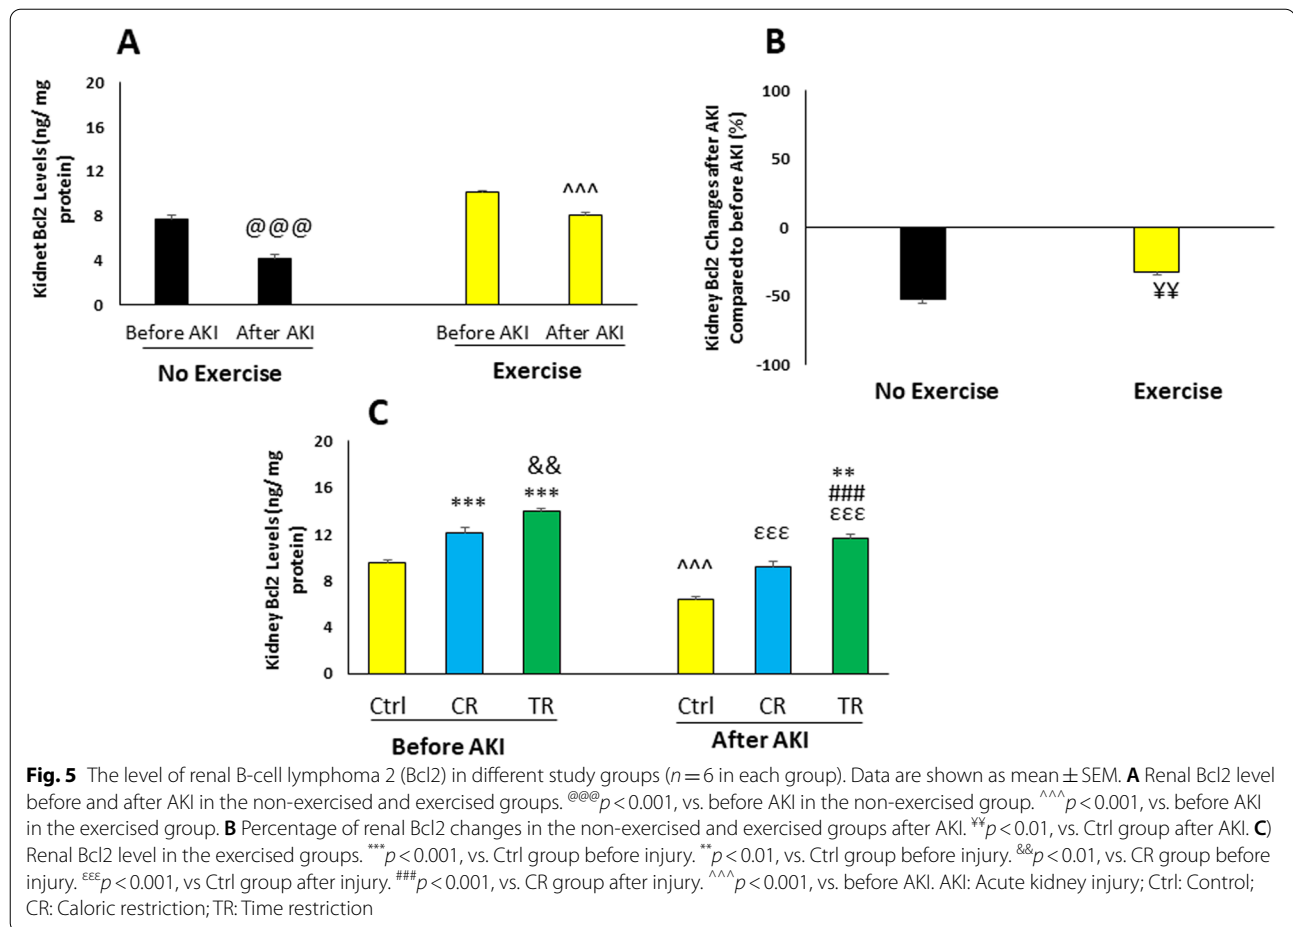 A
Kidnet Bcl2 Levels (ng/ mg
protein)
20
16
12
8
4
0
@@@
^^^
Before AKI After AKI
Before AKI After AKI
No Exercise
Exercise
B
Kidney Bcl2 Changes after AKI
Compared to before AKI (%)
100
50
0
-50
-100
¥¥
No Exercise
Exercise
C
Kidney Bcl2 Levels (ng/ mg
protein)
20
16
12
8
4
0
***
&&
***
^^^
εεε
**
###
εεε
Ctrl CR TR
Ctrl CR TR
Before AKI
After AKI
Fig. 5 The level of renal B-cell lymphoma 2 (Bcl2) in different study groups (n = 6 in each group). Data are shown as mean ± SEM. A Renal Bcl2 level
before and after AKI in the non-exercised and exercised groups. @@@p < 0.001, vs. before AKI in the non-exercised group. ^^^p < 0.001, vs. before AKI
in the exercised group. B Percentage of renal Bcl2 changes in the non-exercised and exercised groups after AKI. ¥¥p < 0.01, vs. Ctrl group after AKI. C)
Renal Bcl2 level in the exercised groups. ***p < 0.001, vs. Ctrl group before injury. **p < 0.01, vs. Ctrl group before injury. &&p < 0.01, vs. CR group before
injury. εεεp < 0.001, vs Ctrl group after injury. ###p < 0.001, vs. CR group after injury. ^^^p < 0.001, vs. before AKI. AKI: Acute kidney injury; Ctrl: Control;
CR: Caloric restriction; TR: Time restriction